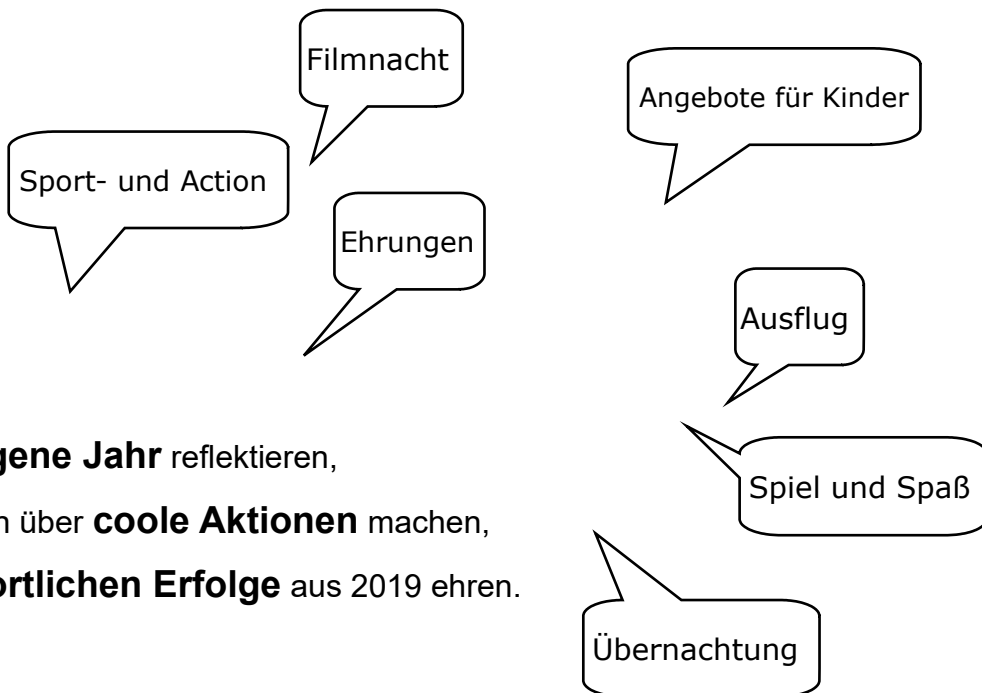 Filmnacht
Angebote für Kinder
Sport- und Action
Ehrungen
Ausflug
gene Jahr reflektieren,
über coole Aktionen machen,
ortlichen Erfolge aus 2019 ehren.
Spiel und Spaß
Übernachtung